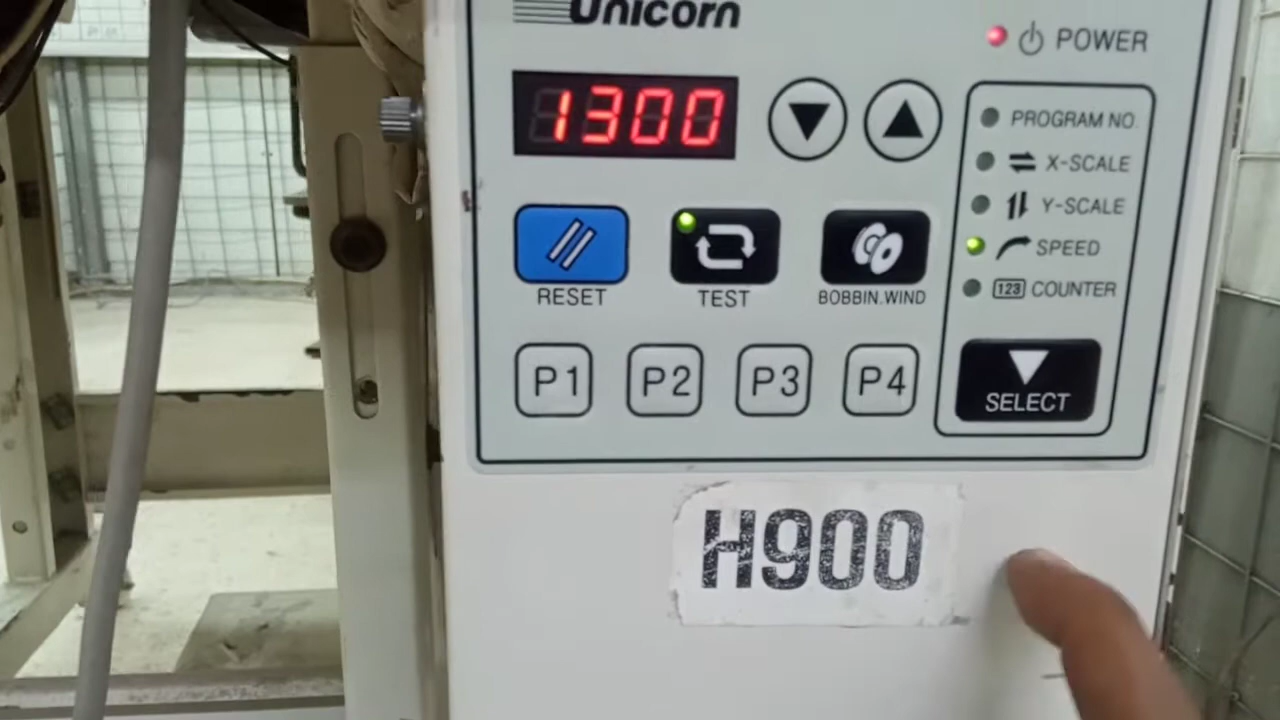 Unicorn
POWER
1300
PROGRAM NO.
X-SCALE
Y-SCALE
SPEED
123 COUNTER
RESET
TEST
BOBBIN.WIND
P1
P2
P3
P4
SELECT
H900